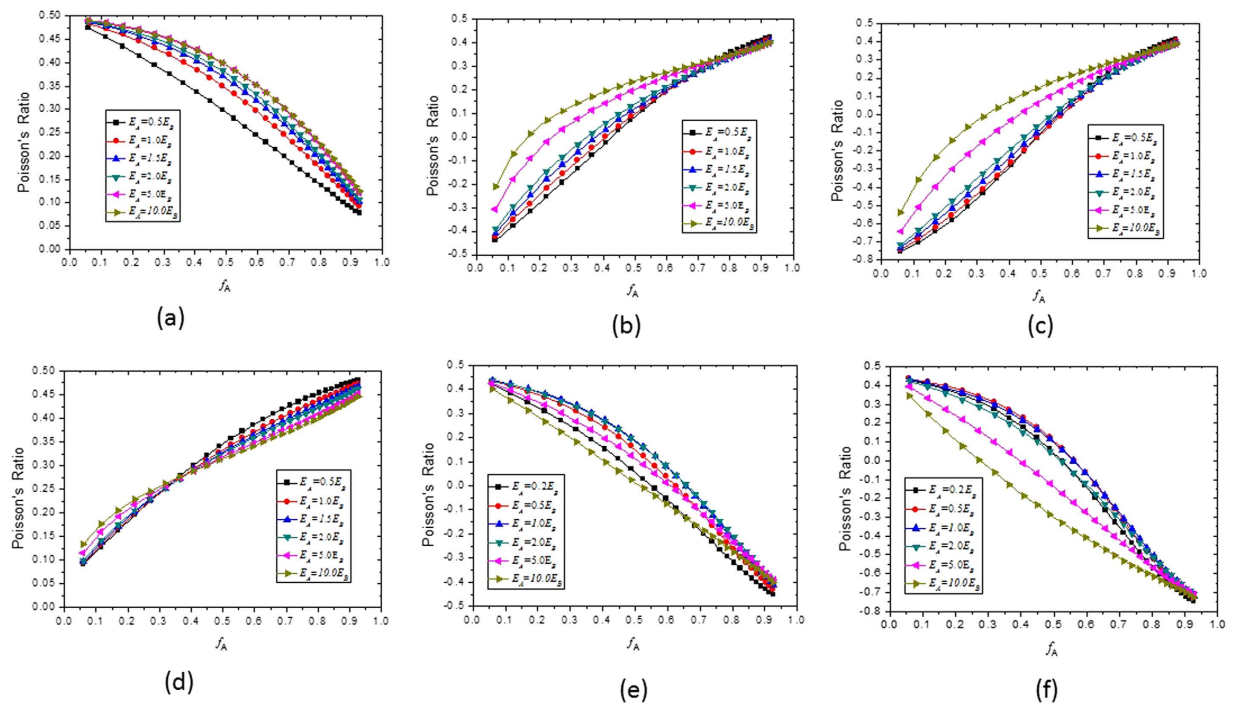 0.50
0.45
0.40
0.35
0.30
0.25
0.20
0.15
0.10
0.05
0.00
Poisson's Ratio
E_A=0.5E_B
E_A=1.0E_B
E_A=1.5E_B
E_A=2.0E_B
E_A=5.0E_B
E_A=10.0E_B
0.0 0.1 0.2 0.3 0.4 0.5 0.6 0.7 0.8 0.9 1.0
f_A
(a)
0.5
0.4
0.3
0.2
0.1
0.0
-0.1
-0.2
-0.3
-0.4
-0.5
Poisson's Ratio
E_A=0.5E_B
E_A=1.0E_B
E_A=1.5E_B
E_A=2.0E_B
E_A=5.0E_B
E_A=10.0E_B
0.0 0.1 0.2 0.3 0.4 0.5 0.6 0.7 0.8 0.9 1.0
f_A
(b)
0.5
0.4
0.3
0.2
0.1
0.0
-0.1
-0.2
-0.3
-0.4
-0.5
-0.6
-0.7
-0.8
Poisson's Ratio
E_A=0.5E_B
E_A=1.0E_B
E_A=1.5E_B
E_A=2.0E_B
E_A=5.0E_B
E_A=10.0E_B
0.0 0.1 0.2 0.3 0.4 0.5 0.6 0.7 0.8 0.9 1.0
f_A
(c)
0.50
0.45
0.40
0.35
0.30
0.25
0.20
0.15
0.10
0.05
0.00
Poisson's Ratio
E_A=0.5E_B
E_A=1.0E_B
E_A=1.5E_B
E_A=2.0E_B
E_A=5.0E_B
E_A=10.0E_B
0.0 0.1 0.2 0.3 0.4 0.5 0.6 0.7 0.8 0.9 1.0
f_A
(d)
0.5
0.4
0.3
0.2
0.1
0.0
-0.1
-0.2
-0.3
-0.4
-0.5
Poisson's Ratio
E_A=0.2E_B
E_A=0.5E_B
E_A=1.0E_B
E_A=2.0E_B
E_A=5.0E_B
E_A=10.0E_B
0.0 0.1 0.2 0.3 0.4 0.5 0.6 0.7 0.8 0.9 1.0
f_A
(e)
0.5
0.4
0.3
0.2
0.1
0.0
-0.1
-0.2
-0.3
-0.4
-0.5
-0.6
-0.7
-0.8
Poisson's Ratio
E_A=0.2E_B
E_A=0.5E_B
E_A=1.0E_B
E_A=2.0E_B
E_A=5.0E_B
E_A=10.0E_B
0.0 0.1 0.2 0.3 0.4 0.5 0.6 0.7 0.8 0.9 1.0
f_A
(f)